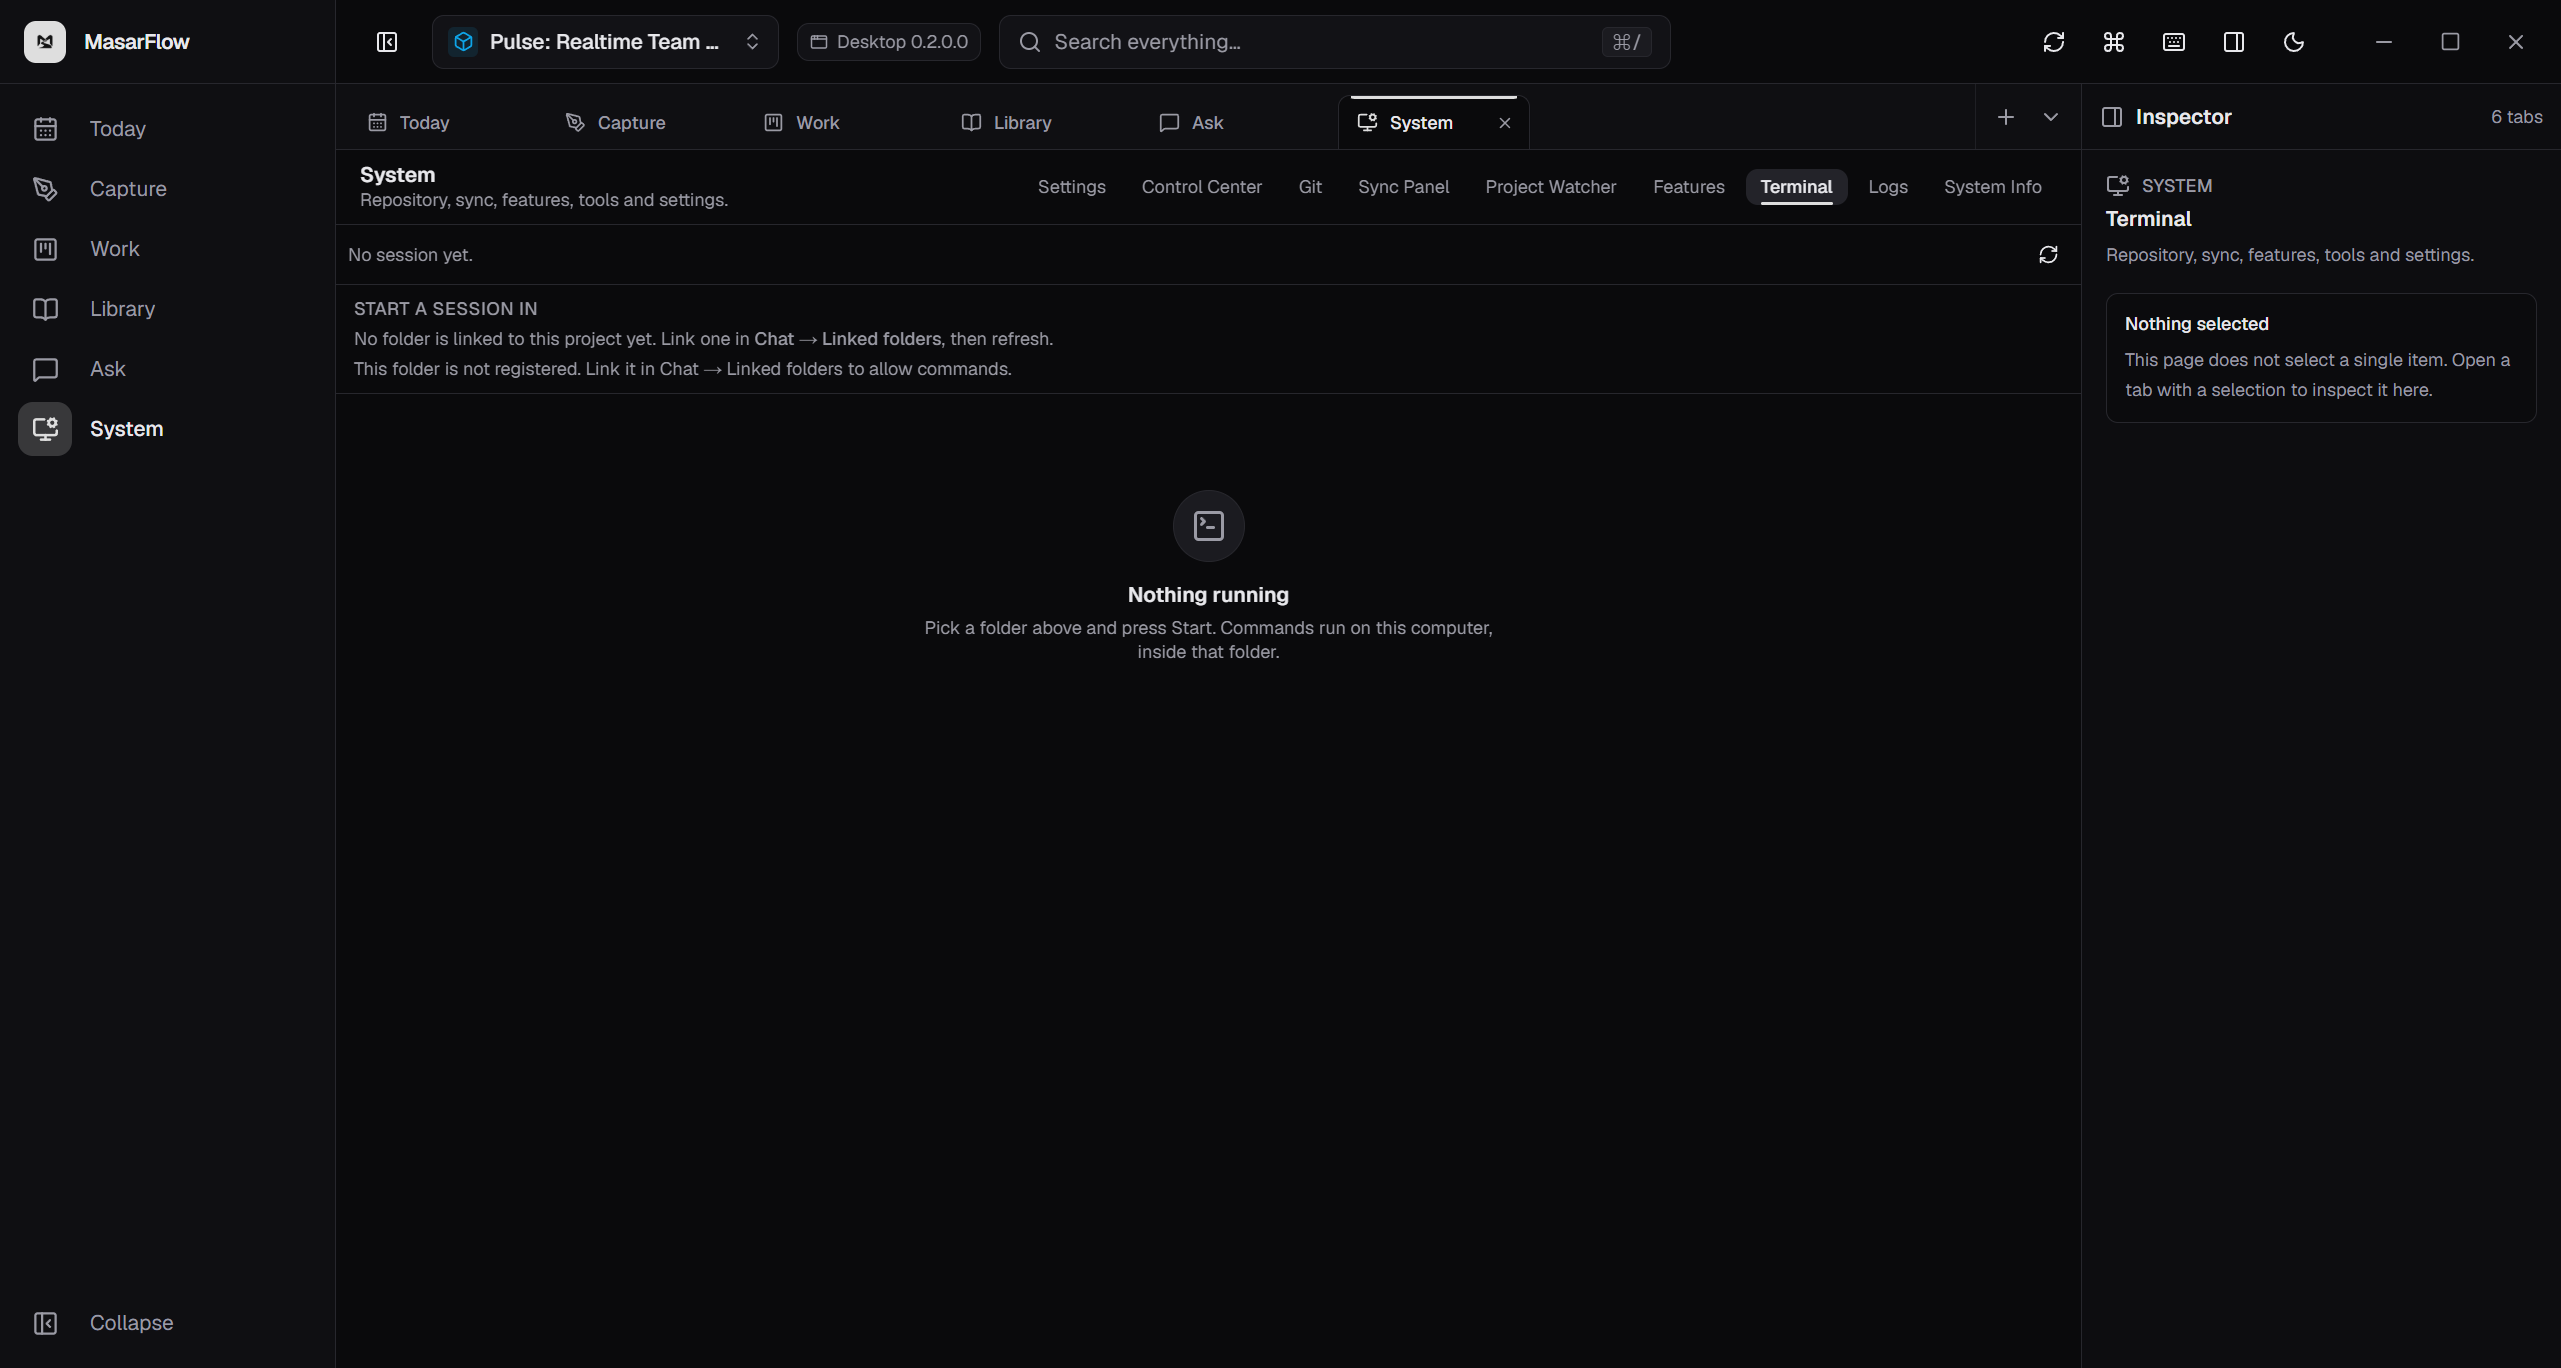 MasarFlow
Pulse: Realtime Team ...
Desktop 0.2.0.0
Search everything...
⌘/
Today
Capture
Work
Library
Ask
System
Collapse
Today
Capture
Work
Library
Ask
System
System
Repository, sync, features, tools and settings.
Settings
Control Center
Git
Sync Panel
Project Watcher
Features
Terminal
Logs
System Info
No session yet.
START A SESSION IN
No folder is linked to this project yet. Link one in Chat → Linked folders, then refresh.
This folder is not registered. Link it in Chat → Linked folders to allow commands.
Nothing running
Pick a folder above and press Start. Commands run on this computer,
inside that folder.
Inspector
6 tabs
SYSTEM
Terminal
Repository, sync, features, tools and settings.
Nothing selected
This page does not select a single item. Open a
tab with a selection to inspect it here.